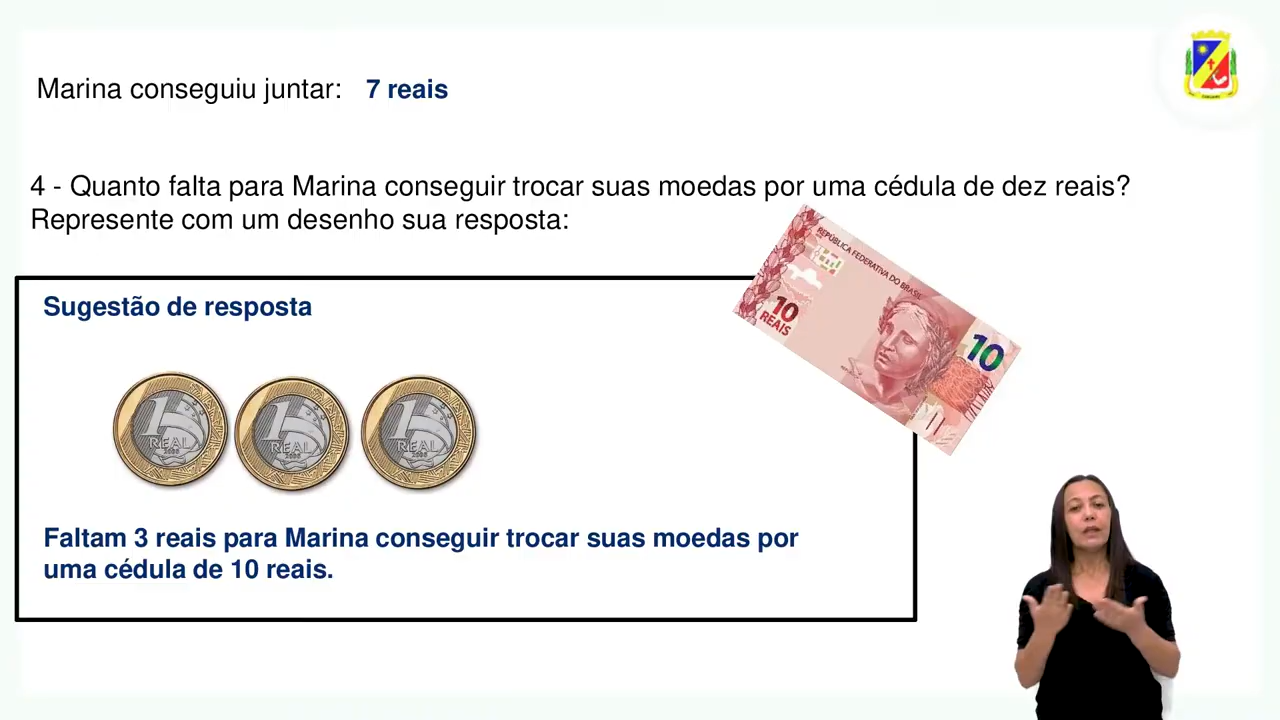 Marina conseguiu juntar: 7 reais
4 - Quanto falta para Marina conseguir trocar suas moedas por uma cédula de dez reais?
Represente com um desenho sua resposta:
REPÚBLICA FEDERATIVA DO BRASIL
10
REAIS
10
Sugestão de resposta
1
REAL
1
REAL
1
REAL
Faltam 3 reais para Marina conseguir trocar suas moedas por
uma cédula de 10 reais.